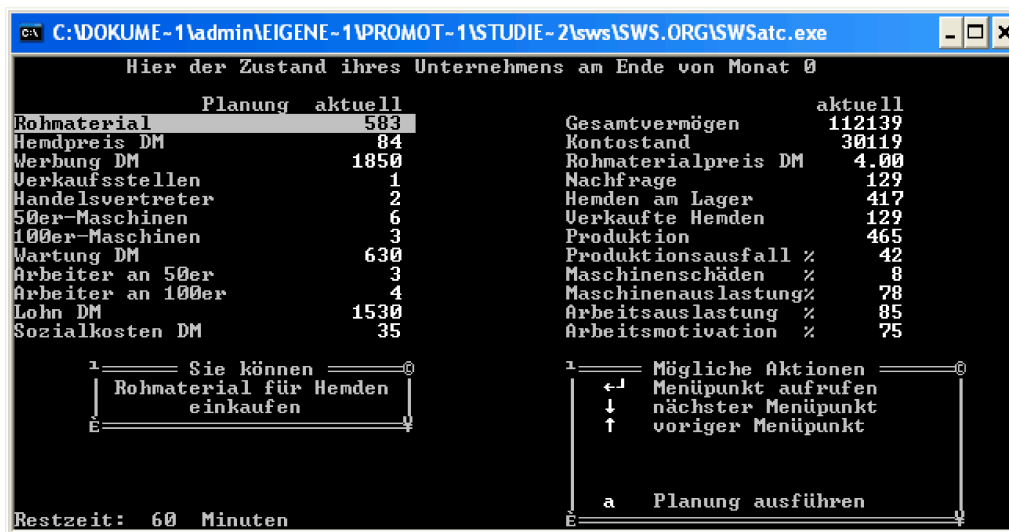 C:\DOKUME~1\admin\EIGENE~1\PROMOT~1\STUDIE~2\sws\SWS.ORG\SWSatc.exe
Hier der Zustand ihres Unternehmens am Ende von Monat 0
Planung aktuell aktuell
Rohmaterial 583 Gesamtvermögen 112139
Hemdpreis DM 84 Kontostand 30119
Werbung DM 1850 Rohmaterialpreis DM 4.00
Verkaufsstellen 1 Nachfrage 129
Handelsvertreter 2 Hemden am Lager 417
50er-Maschinen 6 Verkaufte Hemden 129
100er-Maschinen 3 Produktion 465
Wartung DM 630 Produktionsausfall % 42
Arbeiter an 50er 3 Maschinenschäden % 8
Arbeiter an 100er 4 Maschinenauslastung% 78
Lohn DM 1530 Arbeitsauslastung % 85
Sozialkosten DM 35 Arbeitsmotivation % 75
Sie können
Rohmaterial für Hemden
einkaufen
Mögliche Aktionen
←┘ Menüpunkt aufrufen
↓ nächster Menüpunkt
↑ voriger Menüpunkt
a Planung ausführen
Restzeit: 60 Minuten